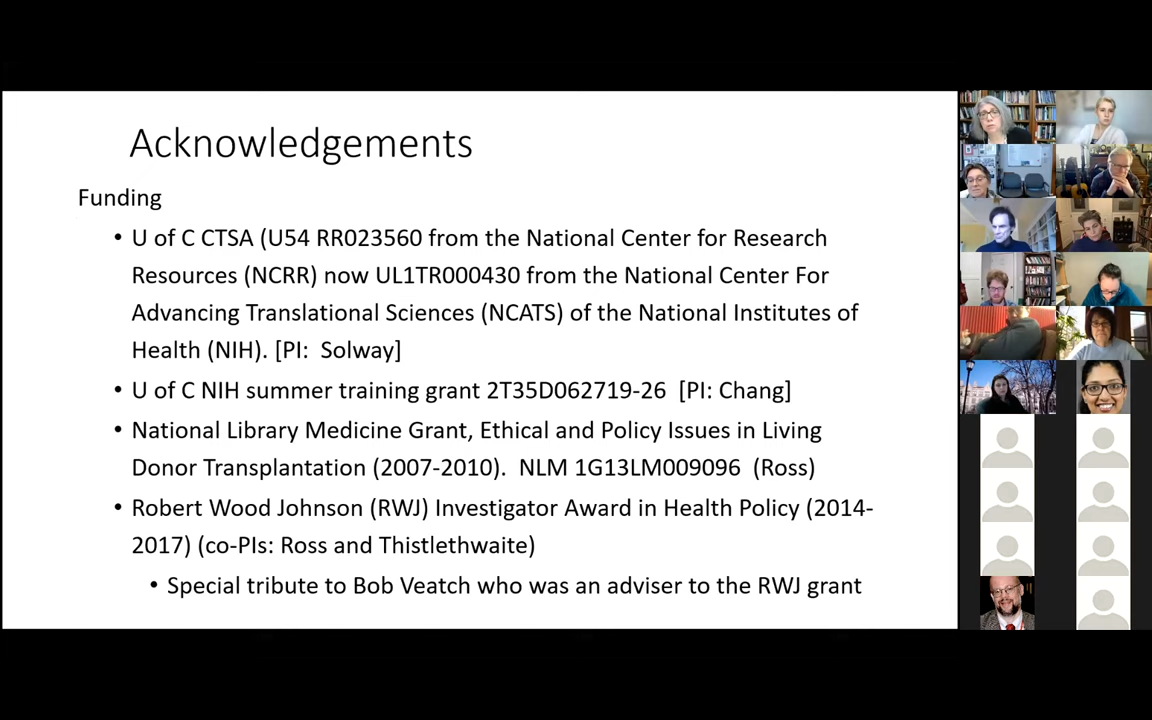 Acknowledgements
Funding
• U of C CTSA (U54 RR023560 from the National Center for Research
Resources (NCRR) now UL1TR000430 from the National Center For
Advancing Translational Sciences (NCATS) of the National Institutes of
Health (NIH). [PI:  Solway]
• U of C NIH summer training grant 2T35D062719-26  [PI: Chang]
• National Library Medicine Grant, Ethical and Policy Issues in Living
Donor Transplantation (2007-2010).  NLM 1G13LM009096  (Ross)
• Robert Wood Johnson (RWJ) Investigator Award in Health Policy (2014-
2017) (co-PIs: Ross and Thistlethwaite)
• Special tribute to Bob Veatch who was an adviser to the RWJ grant